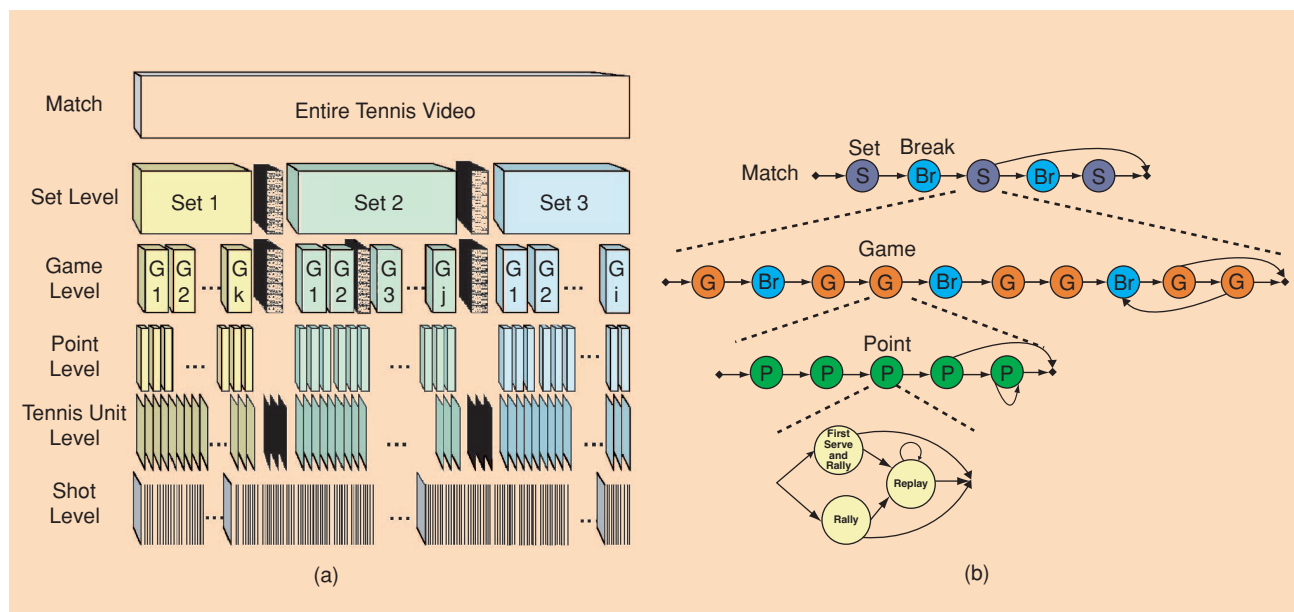 Match
Entire Tennis Video
Set Level
Set 1
Set 2
Set 3
Game
Level
G
1
G
2
...
G
k
G
1
G
2
G
3
...
G
j
G
1
G
2
...
G
i
Point
Level
...
...
...
Tennis Unit
Level
...
...
...
Shot
Level
...
...
...
(a)
Set
Break
Match
S
Br
S
Br
S
Game
G
Br
G
G
Br
G
G
Br
G
G
Point
P
P
P
P
P
First
Serve
and
Rally
Replay
Rally
(b)